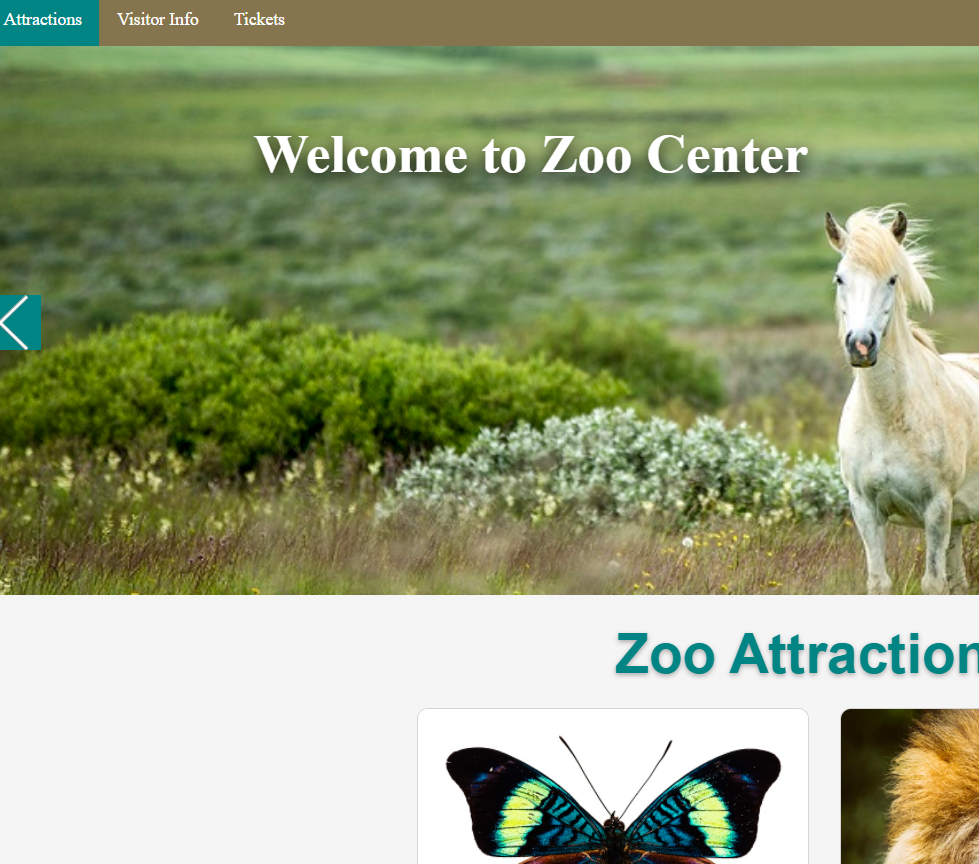 Attractions Visitor Info Tickets
Welcome to Zoo Center
Zoo Attraction